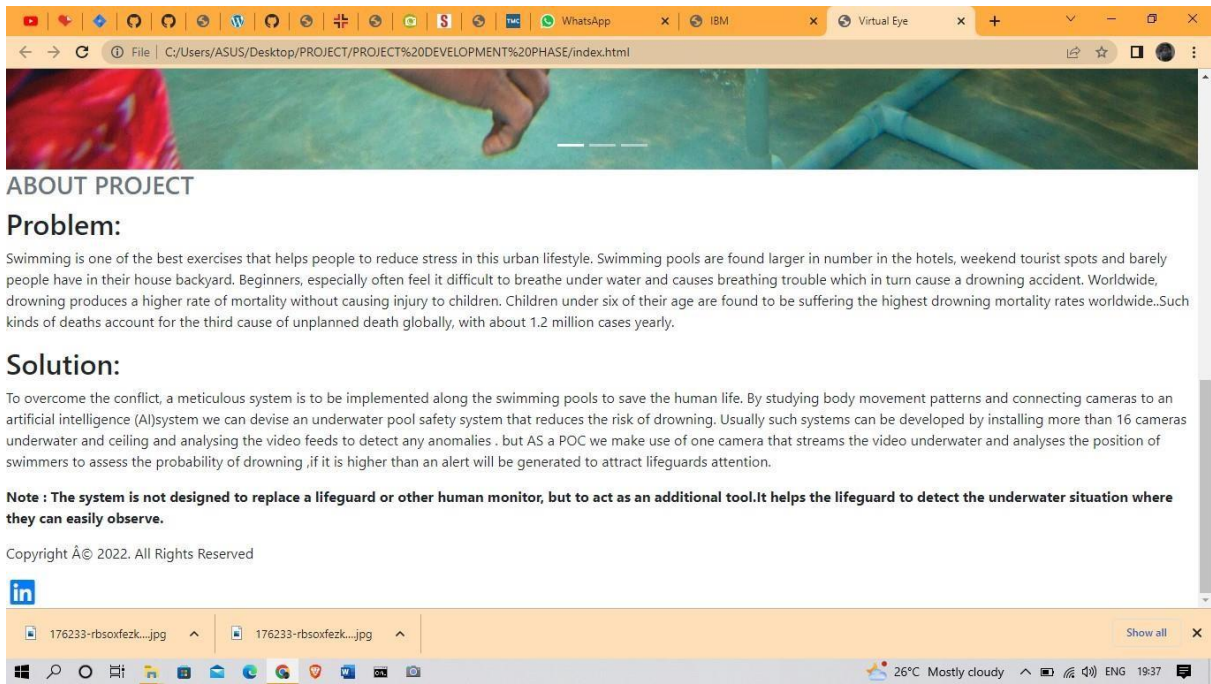 WhatsApp
IBM
Virtual Eye
File | C:/Users/ASUS/Desktop/PROJECT/PROJECT%20DEVELOPMENT%20PHASE/index.html
ABOUT PROJECT
Problem:
Swimming is one of the best exercises that helps people to reduce stress in this urban lifestyle. Swimming pools are found larger in number in the hotels, weekend tourist spots and barely
people have in their house backyard. Beginners, especially often feel it difficult to breathe under water and causes breathing trouble which in turn cause a drowning accident. Worldwide,
drowning produces a higher rate of mortality without causing injury to children. Children under six of their age are found to be suffering the highest drowning mortality rates worldwide..Such
kinds of deaths account for the third cause of unplanned death globally, with about 1.2 million cases yearly.
Solution:
To overcome the conflict, a meticulous system is to be implemented along the swimming pools to save the human life. By studying body movement patterns and connecting cameras to an
artificial intelligence (AI)system we can devise an underwater pool safety system that reduces the risk of drowning. Usually such systems can be developed by installing more than 16 cameras
underwater and ceiling and analysing the video feeds to detect any anomalies . but AS a POC we make use of one camera that streams the video underwater and analyses the position of
swimmers to assess the probability of drowning ,if it is higher than an alert will be generated to attract lifeguards attention.
Note : The system is not designed to replace a lifeguard or other human monitor, but to act as an additional tool.It helps the lifeguard to detect the underwater situation where
they can easily observe.
Copyright Â© 2022. All Rights Reserved
in
176233-rbsoxfezk....jpg
176233-rbsoxfezk....jpg
Show all
26°C Mostly cloudy
ENG
19:37